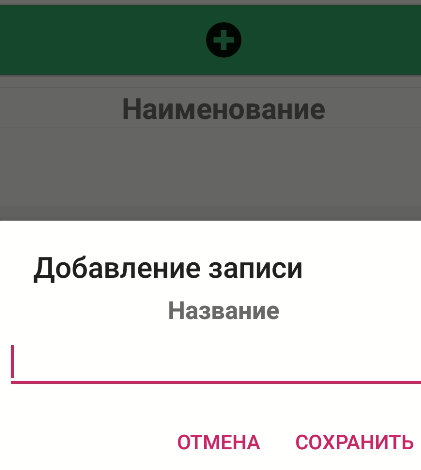 Наименование
Добавление записи
Название
ОТМЕНА СОХРАНИТЬ